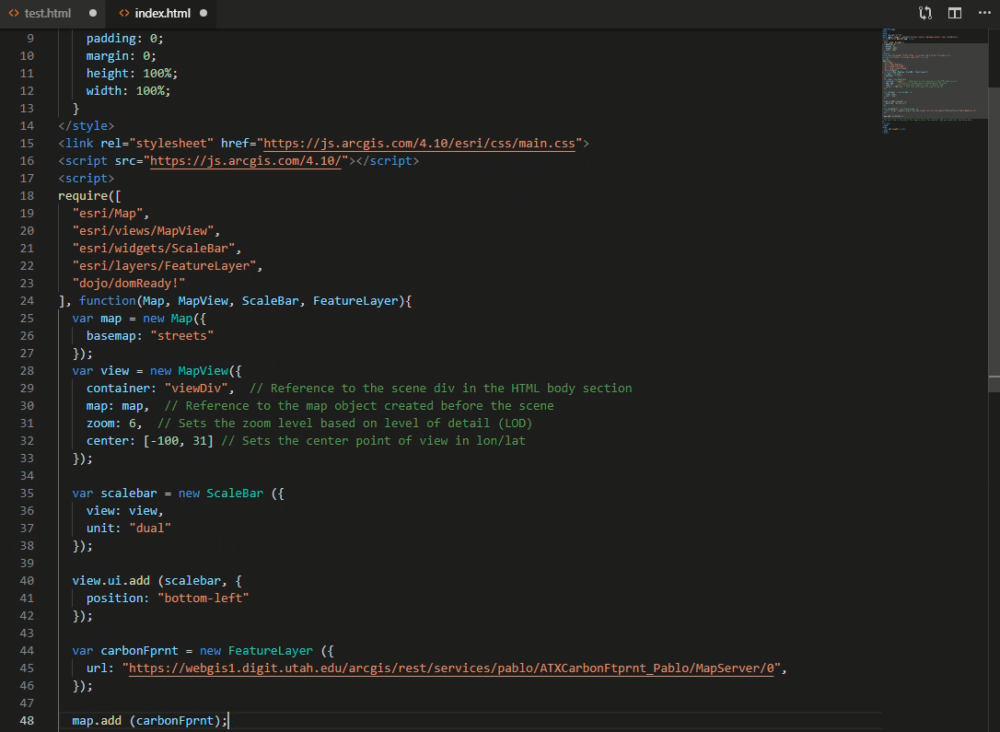 test.html ● index.html ●
9 padding: 0;
10 margin: 0;
11 height: 100%;
12 width: 100%;
13 }
14 </style>
15 <link rel="stylesheet" href="https://js.arcgis.com/4.10/esri/css/main.css">
16 <script src="https://js.arcgis.com/4.10/"></script>
17 <script>
18 require([
19 "esri/Map",
20 "esri/views/MapView",
21 "esri/widgets/ScaleBar",
22 "esri/layers/FeatureLayer",
23 "dojo/domReady!"
24 ], function(Map, MapView, ScaleBar, FeatureLayer){
25 var map = new Map({
26 basemap: "streets"
27 });
28 var view = new MapView({
29 container: "viewDiv",  // Reference to the scene div in the HTML body section
30 map: map,  // Reference to the map object created before the scene
31 zoom: 6,  // Sets the zoom level based on level of detail (LOD)
32 center: [-100, 31] // Sets the center point of view in lon/lat
33 });
34
35 var scalebar = new ScaleBar ({
36 view: view,
37 unit: "dual"
38 });
39
40 view.ui.add (scalebar, {
41 position: "bottom-left"
42 });
43
44 var carbonFprnt = new FeatureLayer ({
45 url: "https://webgis1.digit.utah.edu/arcgis/rest/services/pablo/ATXCarbonFtprnt_Pablo/MapServer/0",
46 });
47
48 map.add (carbonFprnt);